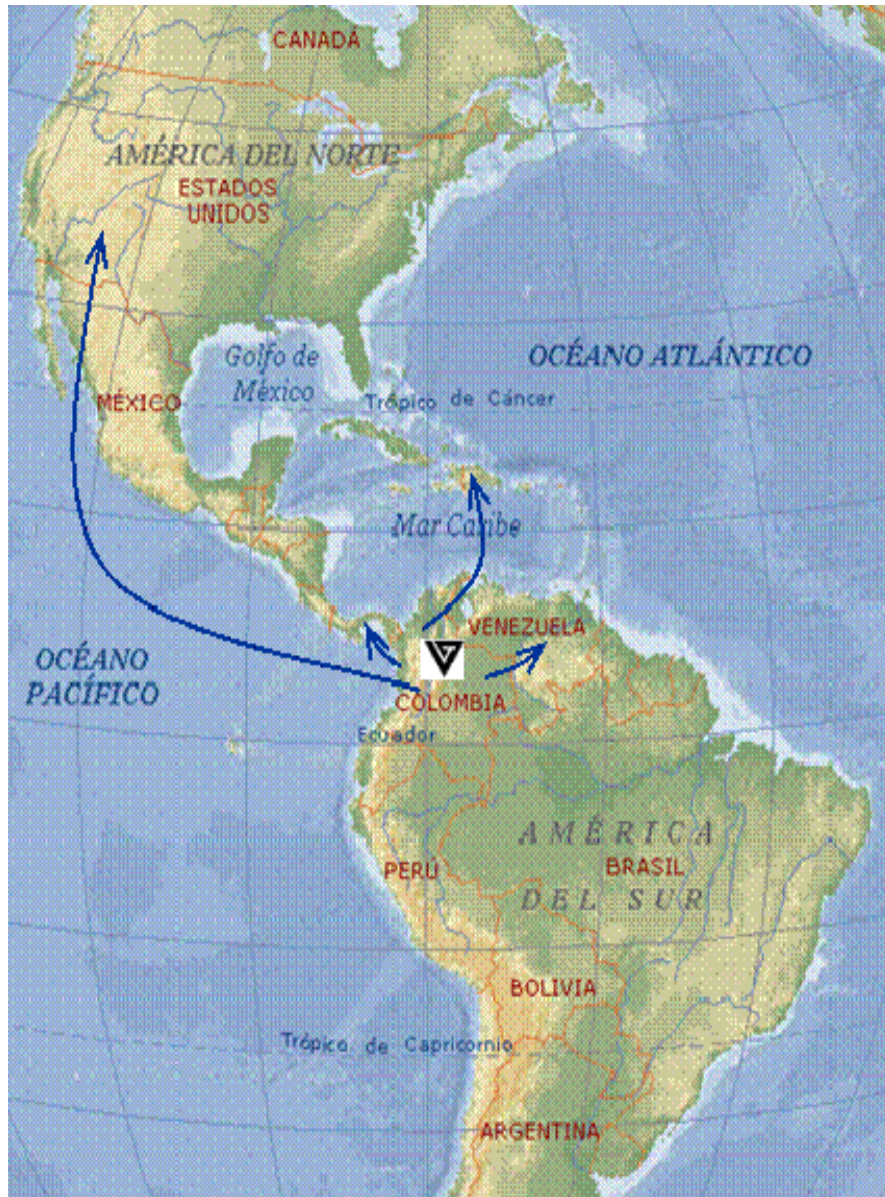 CANADÁ
AMÉRICA DEL NORTE
ESTADOS
UNIDOS
Golfo de
México
OCÉANO ATLÁNTICO
MÉXICO
Trópico de Cáncer
Mar Caribe
VENEZUELA
OCÉANO
PACÍFICO
COLOMBIA
Ecuador
AMÉRICA
PERÚ
BRASIL
DEL SUR
BOLIVIA
Trópico de Capricornio
ARGENTINA